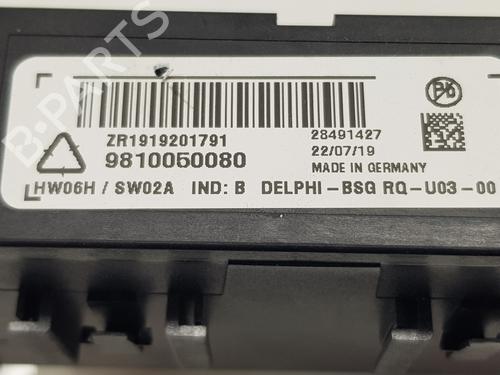 B-PARTS
Pb
ZR1919201791
28491427
9810050080
22/07/19
MADE IN GERMANY
HW06H / SW02A IND: B DELPHI-BSG RQ-U03-00